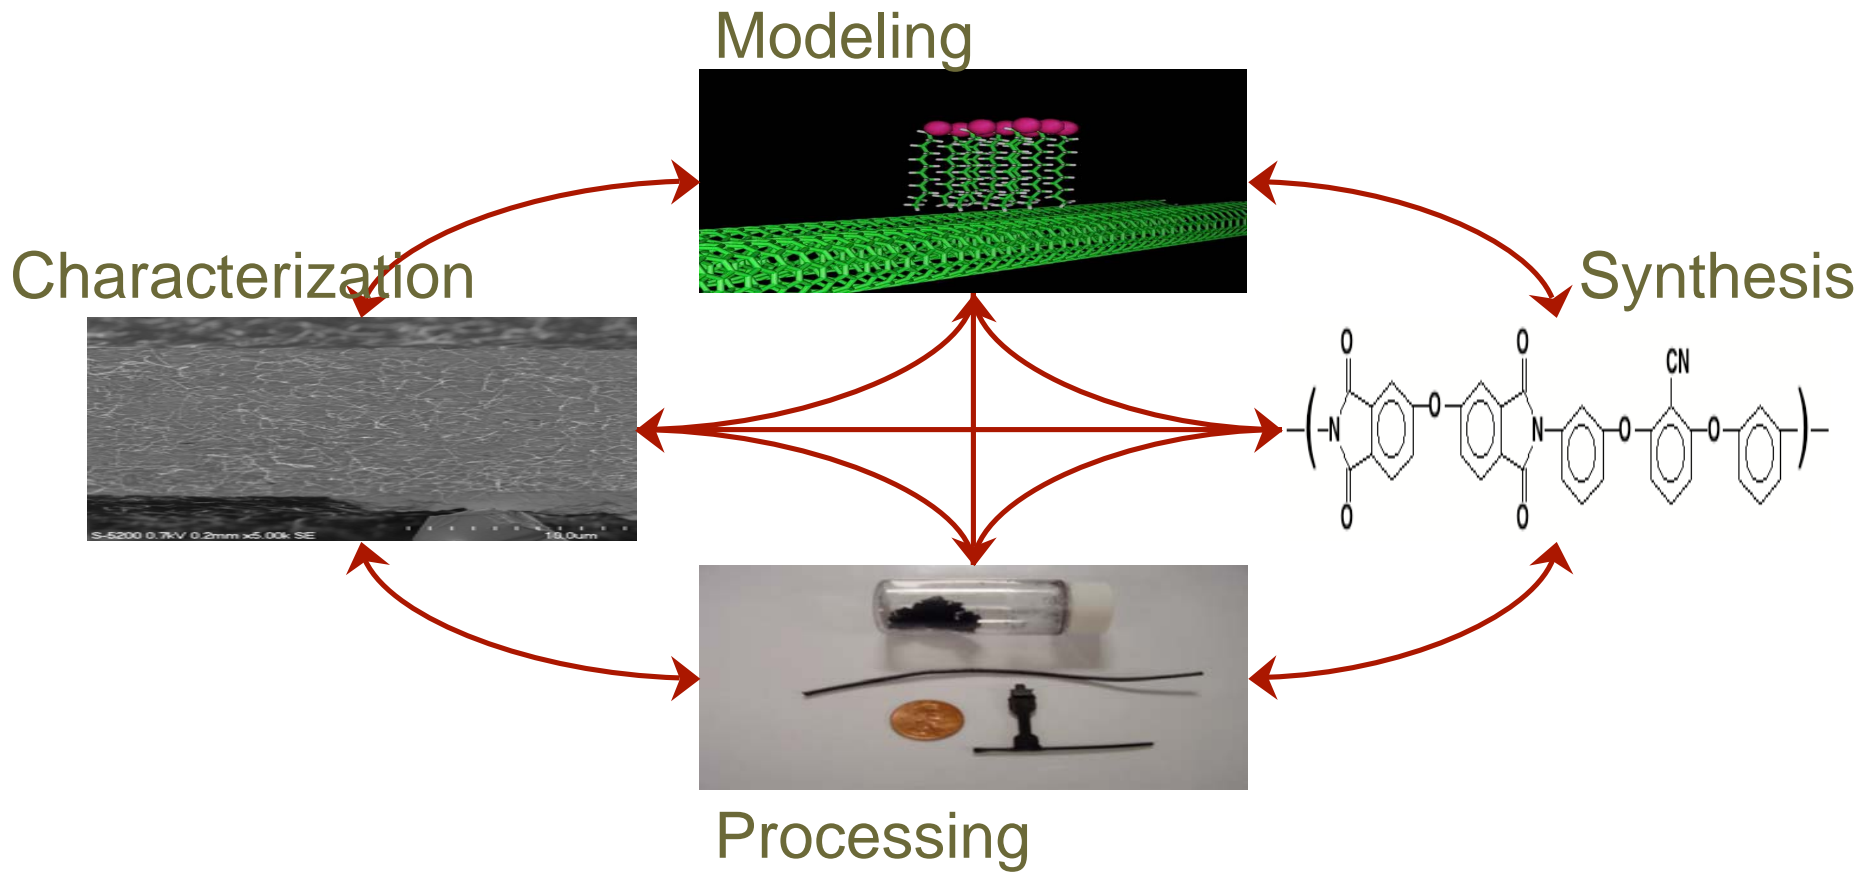 Modeling
Characterization
Synthesis
S-5200 0.7kV 0.2mm x5.00k SE 10.0um
O O
CN
O
N N O O
O O
Processing